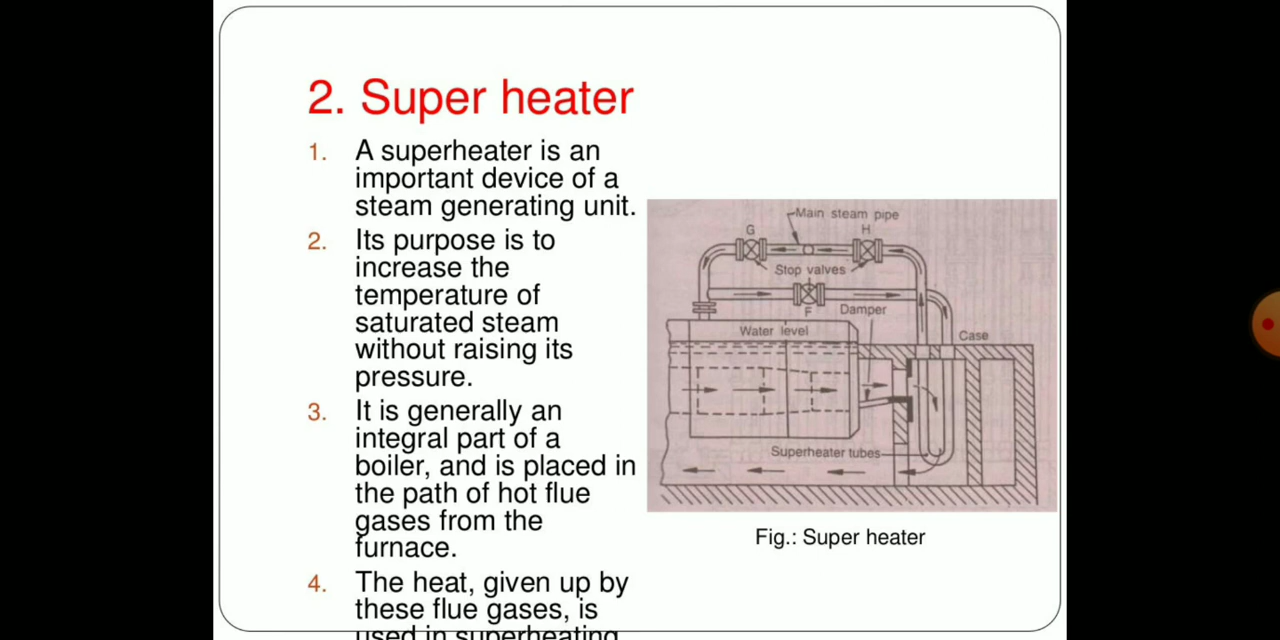 2. Super heater
1. A superheater is an
important device of a
steam generating unit.
2. Its purpose is to
increase the
temperature of
saturated steam
without raising its
pressure.
3. It is generally an
integral part of a
boiler, and is placed in
the path of hot flue
gases from the
furnace.
4. The heat, given up by
these flue gases, is
used in superheating
Main steam pipe
G
H
Stop valves
F
Damper
Water level
Case
Superheater tubes
Fig.: Super heater